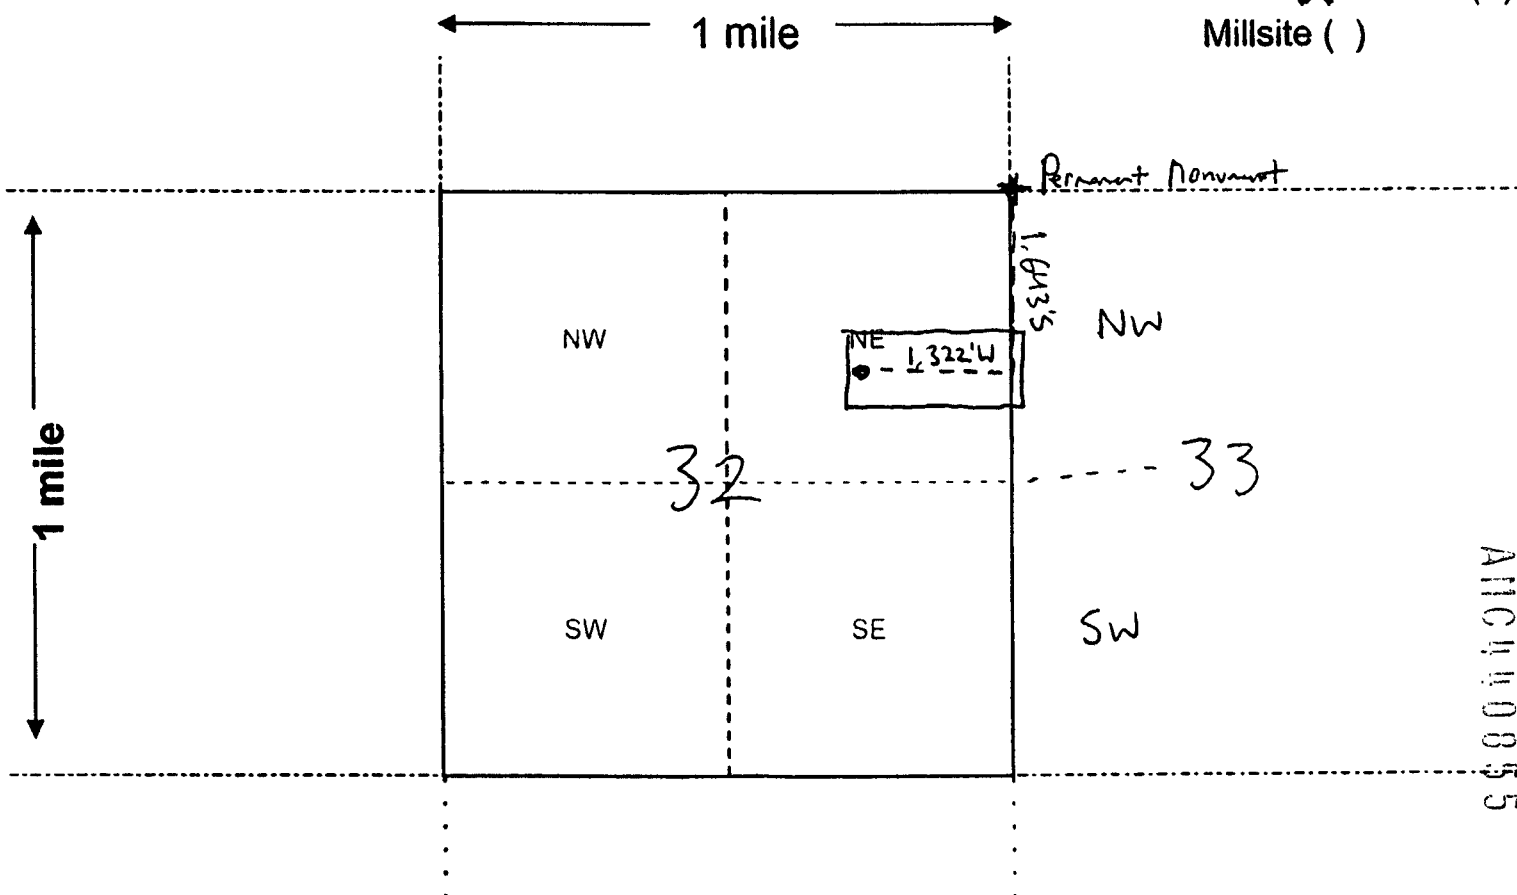 1 mile
Millsite ( )
Permanent Monument
1,643'S
NW
NE
1,322'W
NW
1 mile
32
33
SW
SE
SW
AMC440855